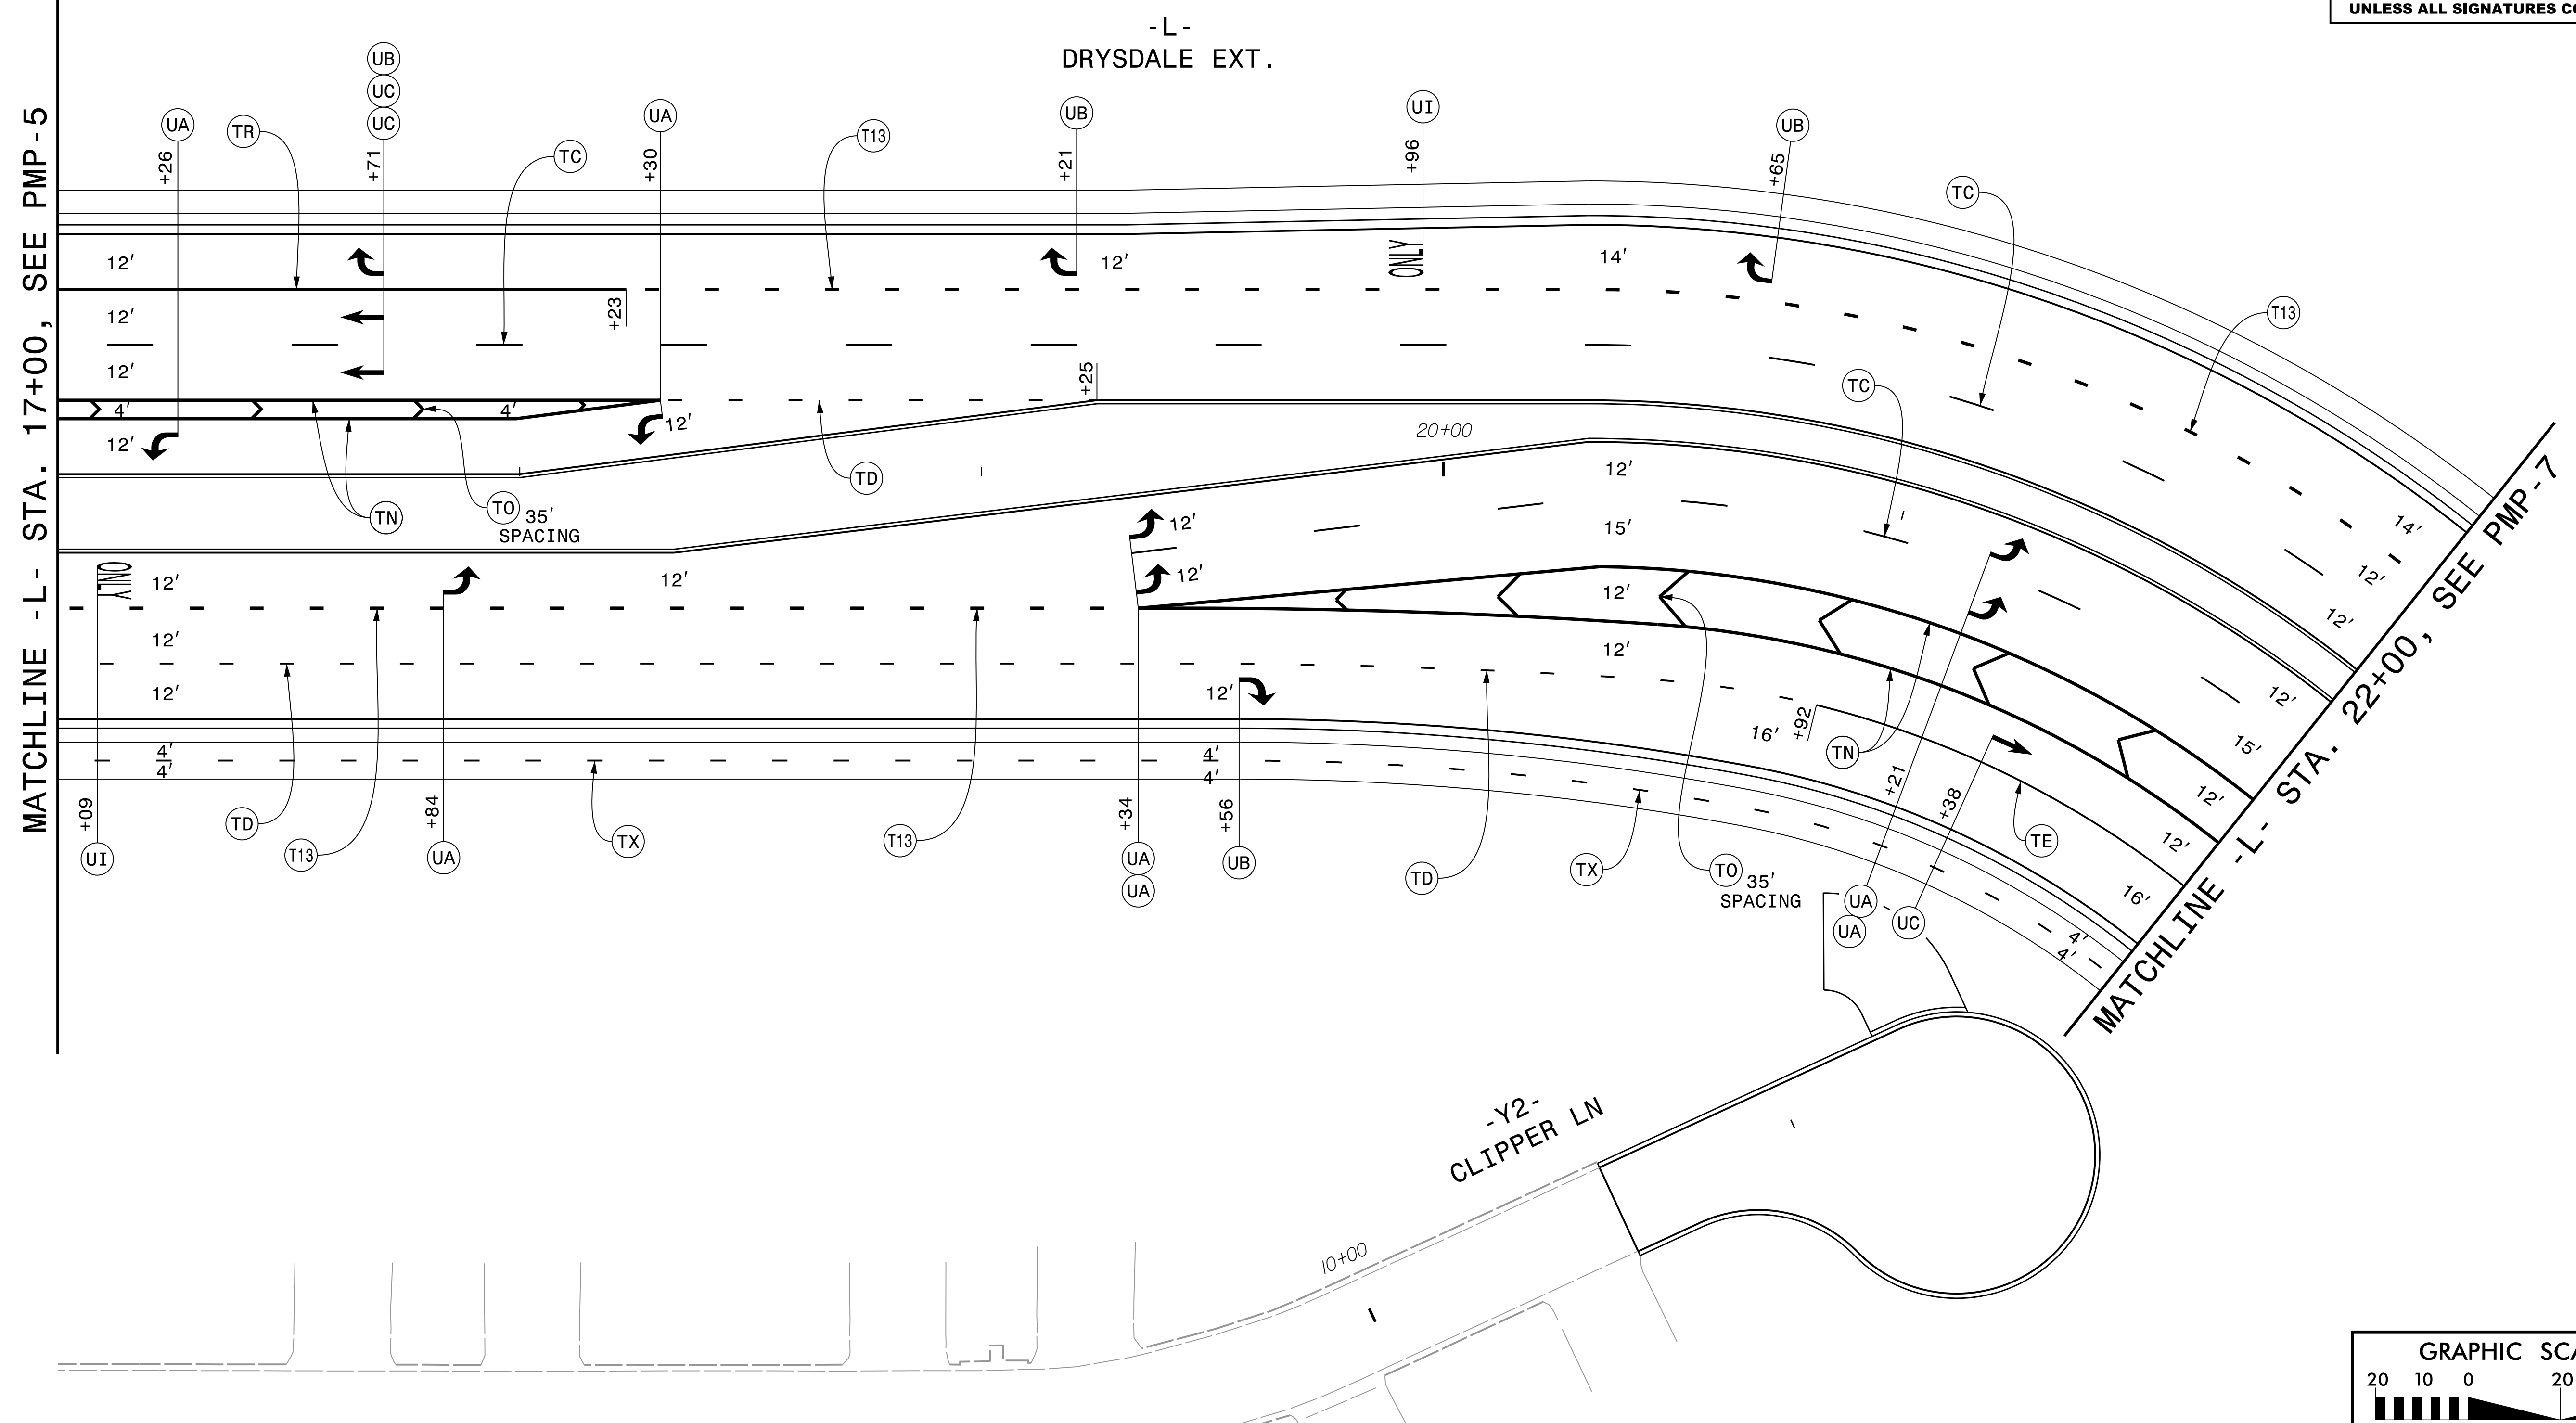 UNLESS ALL SIGNATURES CO
-L-
DRYSDALE EXT.
MATCHLINE -L- STA. 17+00, SEE PMP-5
UA
+26
TR
UB
UC
UC
+71
TC
UA
+30
T13
UB
+21
UI
+96
UB
+65
TC
T13
12'
12'
14'
12'
12'
+23
ONLY
4'
4'
+25
TC
12'
12'
20+00
TD
TN
TO
35'
SPACING
12'
15'
12'
12'
14'
12'
12'
ONLY
12'
12'
12'
12'
12'
12'
12'
12'
16'
+92
TN
12'
15'
12'
12'
16'
4'
4'
4'
4'
4'
4'
+09
UI
TD
T13
+84
UA
TX
T13
+34
UA
UA
+56
UB
TD
TX
TO
35'
SPACING
+21
UA
UA
+38
UC
TE
MATCHLINE -L- STA. 22+00, SEE PMP-7
-Y2-
CLIPPER LN
10+00
GRAPHIC SCA
20 10 0 20